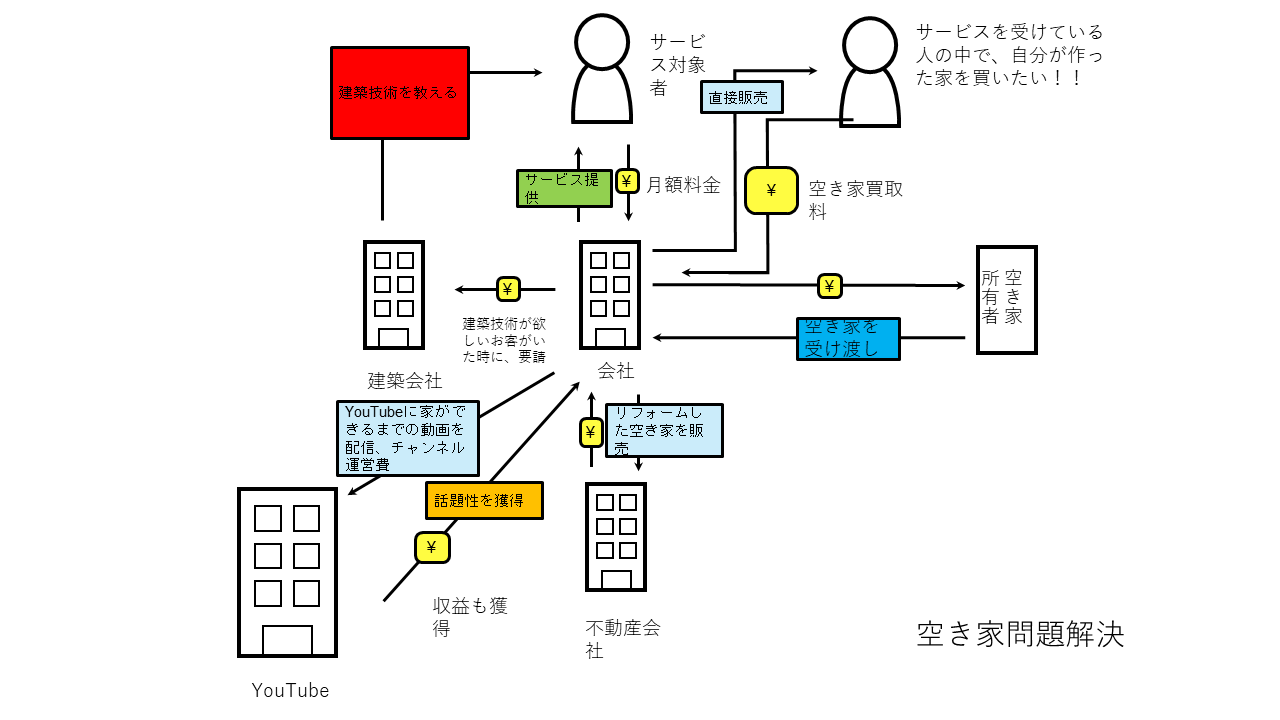 建築技術を教える
サービ
ス対象
者
サービスを受けている
人の中で、自分が作っ
た家を買いたい！！
直接販売
サービス提
供
¥
月額料金
¥
空き家買取
料
¥
建築技術が欲
しいお客がい
た時に、要請
建築会社
会社
¥
空き家を
受け渡し
空き家
所有者
YouTubeに家がで
きるまでの動画を
配信、チャンネル
運営費
話題性を獲得
¥
収益も獲
得
YouTube
¥
リフォームし
た空き家を販
売
不動産会
社
空き家問題解決